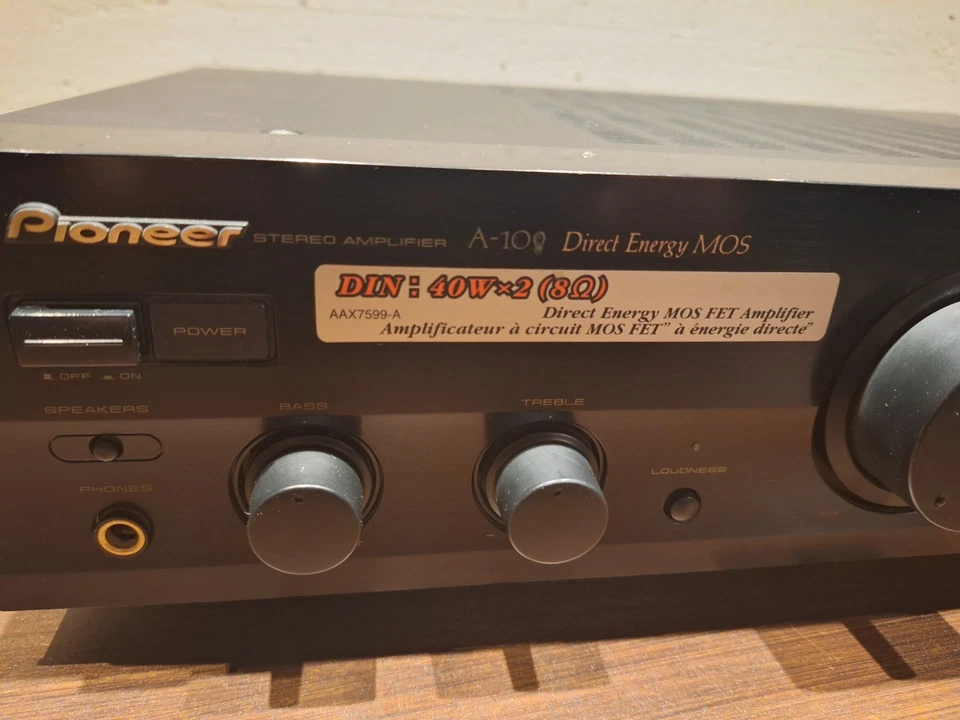 Pioneer STEREO AMPLIFIER A-109 Direct Energy MOS
DIN: 40W×2 (8Ω)
AAX7599-A Direct Energy MOS FET Amplifier
Amplificateur à circuit MOS FET" à énergie directe"
POWER
OFF ON
SPEAKERS
BASS
TREBLE
LOUDNESS
PHONES